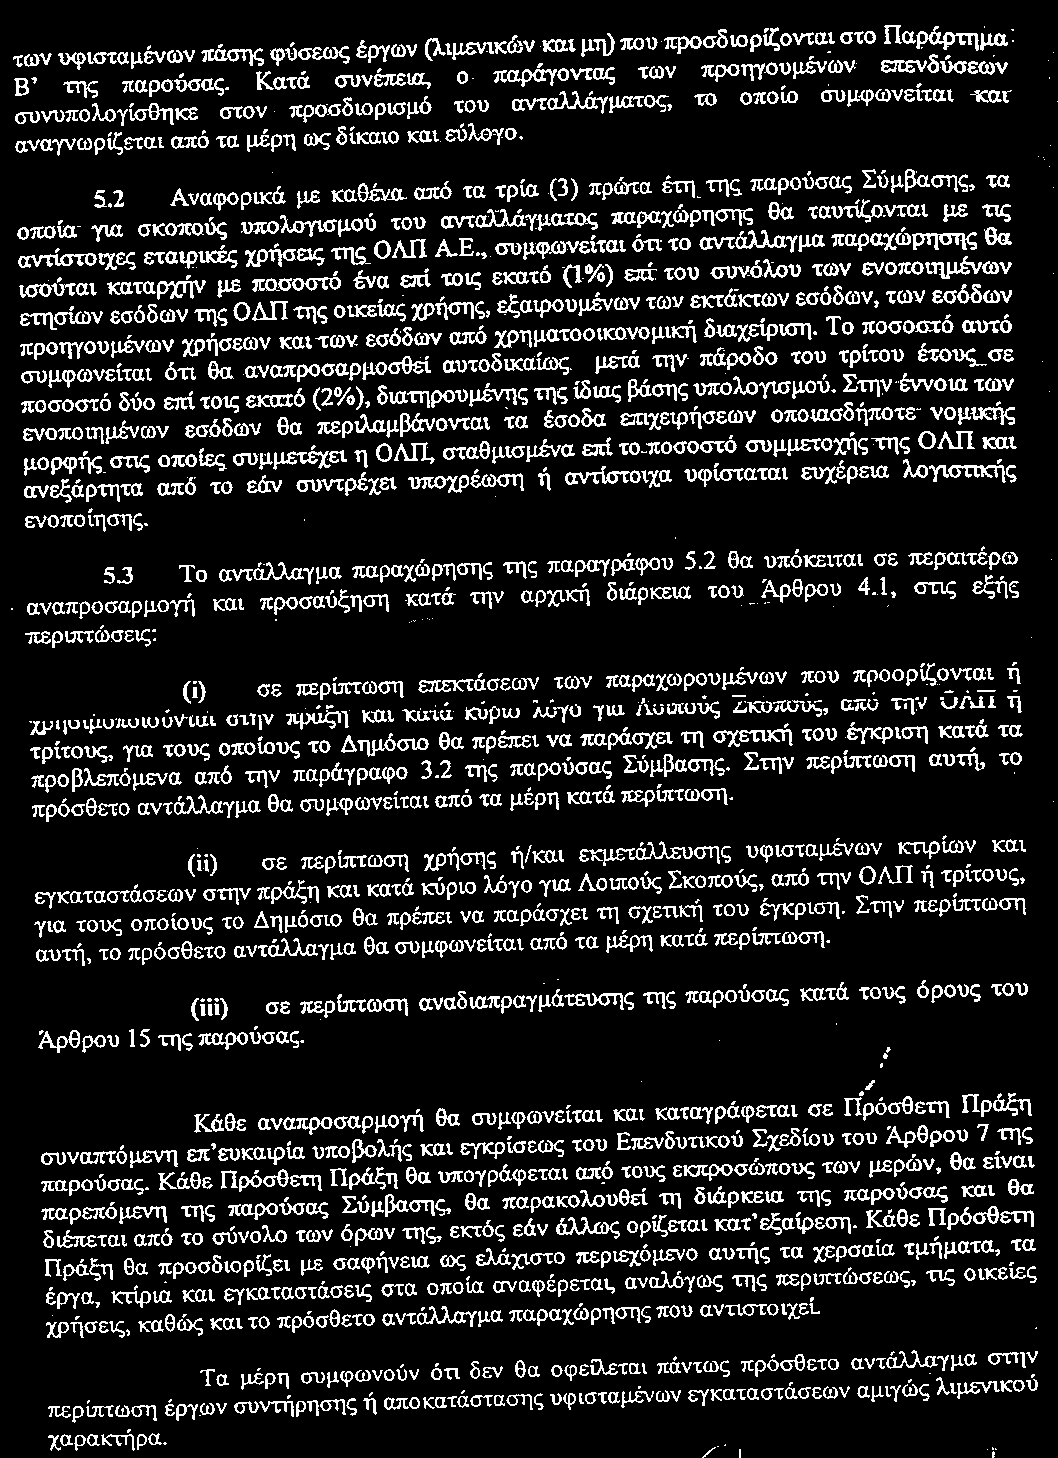 των υφισταμένων πάσης φύσεως έργων (λιμενικών και μη) που προσδιορίζονται στο Παράρτημα
Β’ της παρούσας. Κατά συνέπεια, ο παράγοντας των προηγουμένων επενδύσεων
συνυπολογίσθηκε στον προσδιορισμό του ανταλλάγματος, το οποίο συμφωνείται και
αναγνωρίζεται από τα μέρη ως δίκαιο και εύλογο.
5.2 Αναφορικά με καθένα από τα τρία (3) πρώτα έτη της παρούσας Σύμβασης, τα
οποία για σκοπούς υπολογισμού του ανταλλάγματος παραχώρησης θα ταυτίζονται με τις
αντίστοιχες εταιρικές χρήσεις της ΟΛΠ Α.Ε., συμφωνείται ότι το αντάλλαγμα παραχώρησης θα
ισούται καταρχήν με ποσοστό ένα επί τοις εκατό (1%) επί του συνόλου των ενοποιημένων
ετησίων εσόδων της ΟΛΠ της οικείας χρήσης, εξαιρουμένων των εκτάκτων εσόδων, των εσόδων
προηγουμένων χρήσεων και των εσόδων από χρηματοοικονομική διαχείριση. Το ποσοστό αυτό
συμφωνείται ότι θα αναπροσαρμοσθεί αυτοδικαίως μετά την πάροδο του τρίτου έτους σε
ποσοστό δύο επί τοις εκατό (2%), διατηρουμένης της ίδιας βάσης υπολογισμού. Στην έννοια των
ενοποιημένων εσόδων θα περιλαμβάνονται τα έσοδα επιχειρήσεων οποιασδήποτε νομικής
μορφής στις οποίες συμμετέχει η ΟΛΠ, σταθμισμένα επί το ποσοστό συμμετοχής της ΟΛΠ και
ανεξάρτητα από το εάν συντρέχει υποχρέωση ή αντίστοιχα υφίσταται ευχέρεια λογιστικής
ενοποίησης.
5.3 Το αντάλλαγμα παραχώρησης της παραγράφου 5.2 θα υπόκειται σε περαιτέρω
αναπροσαρμογή και προσαύξηση κατά την αρχική διάρκεια του Άρθρου 4.1, στις εξής
περιπτώσεις:
(i) σε περίπτωση επεκτάσεων των παραχωρουμένων που προορίζονται ή
χρησιμοποιούνται στην πράξη και κατά κύριο λόγο για Λοιπούς Σκοπούς, από την ΟΛΠ ή
τρίτους, για τους οποίους το Δημόσιο θα πρέπει να παράσχει τη σχετική του έγκριση κατά τα
προβλεπόμενα από την παράγραφο 3.2 της παρούσας Σύμβασης. Στην περίπτωση αυτή, το
πρόσθετο αντάλλαγμα θα συμφωνείται από τα μέρη κατά περίπτωση.
(ii) σε περίπτωση χρήσης ή/και εκμετάλλευσης υφισταμένων κτιρίων και
εγκαταστάσεων στην πράξη και κατά κύριο λόγο για Λοιπούς Σκοπούς, από την ΟΛΠ ή τρίτους,
για τους οποίους το Δημόσιο θα πρέπει να παράσχει τη σχετική του έγκριση. Στην περίπτωση
αυτή, το πρόσθετο αντάλλαγμα θα συμφωνείται από τα μέρη κατά περίπτωση.
(iii) σε περίπτωση αναδιαπραγμάτευσης της παρούσας κατά τους όρους του
Άρθρου 15 της παρούσας.
Κάθε αναπροσαρμογή θα συμφωνείται και καταγράφεται σε Πρόσθετη Πράξη
συναπτόμενη επ’ευκαιρία υποβολής και εγκρίσεως του Επενδυτικού Σχεδίου του Άρθρου 7 της
παρούσας. Κάθε Πρόσθετη Πράξη θα υπογράφεται από τους εκπροσώπους των μερών, θα είναι
παρεπόμενη της παρούσας Σύμβασης, θα παρακολουθεί τη διάρκεια της παρούσας και θα
διέπεται από το σύνολο των όρων της, εκτός εάν άλλως ορίζεται κατ’εξαίρεση. Κάθε Πρόσθετη
Πράξη θα προσδιορίζει με σαφήνεια ως ελάχιστο περιεχόμενο αυτής τα χερσαία τμήματα, τα
έργα, κτίρια και εγκαταστάσεις στα οποία αναφέρεται, αναλόγως της περιπτώσεως, τις οικείες
χρήσεις, καθώς και το πρόσθετο αντάλλαγμα παραχώρησης που αντιστοιχεί.
Τα μέρη συμφωνούν ότι δεν θα οφείλεται πάντως πρόσθετο αντάλλαγμα στην
περίπτωση έργων συντήρησης ή αποκατάστασης υφισταμένων εγκαταστάσεων αμιγώς λιμενικού
χαρακτήρα.